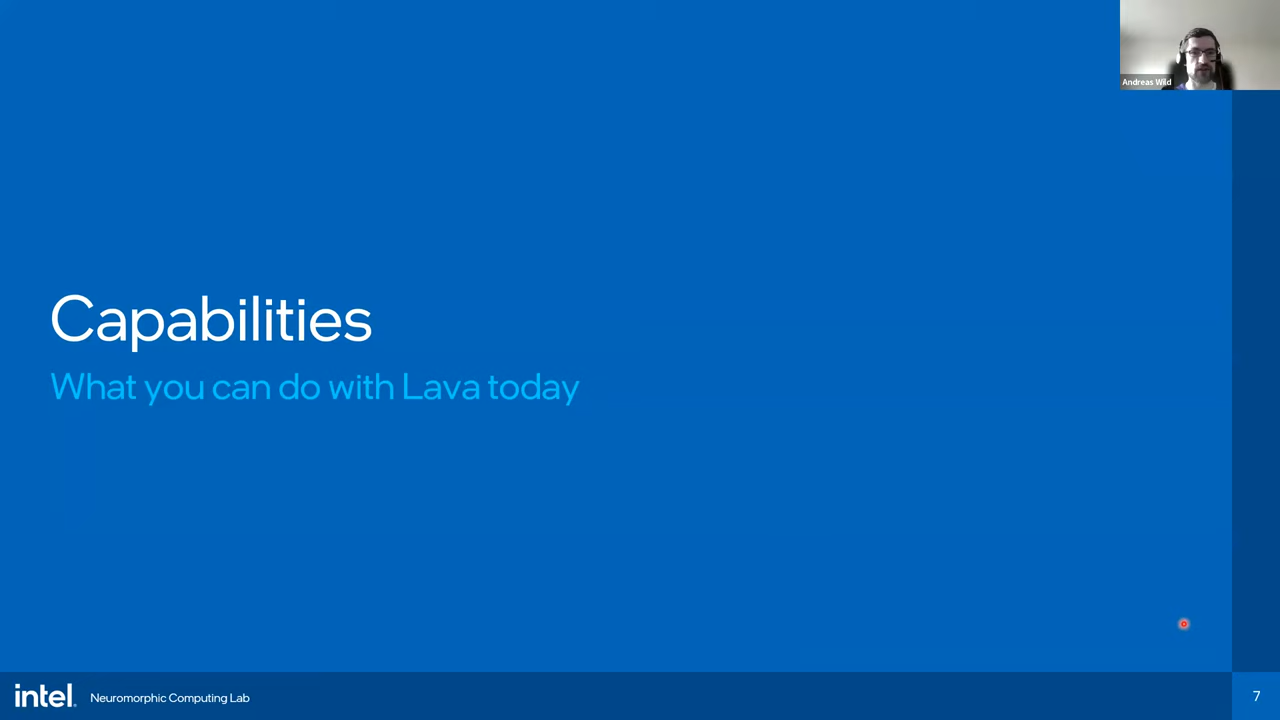 Andreas Wild
Capabilities
What you can do with Lava today
intel.
Neuromorphic Computing Lab
7